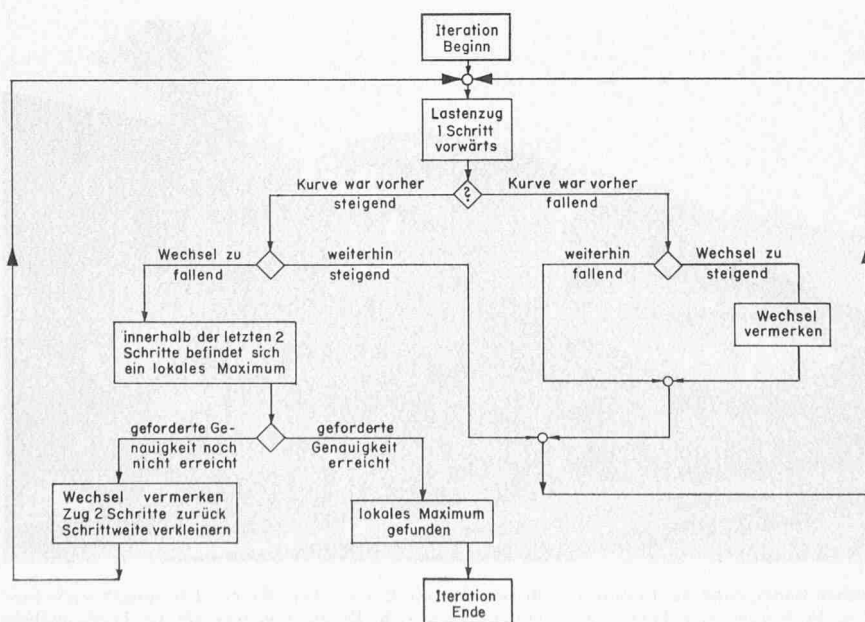 Iteration
Beginn
Lastenzug
1 Schritt
vorwärts
Kurve war vorher
steigend
?
Kurve war vorher
fallend
Wechsel zu
fallend
weiterhin
steigend
weiterhin
fallend
Wechsel zu
steigend
Wechsel
vermerken
innerhalb der letzten 2
Schritte befindet sich
ein lokales Maximum
geforderte Ge-
nauigkeit noch
nicht erreicht
geforderte
Genauigkeit
erreicht
Wechsel vermerken
Zug 2 Schritte zurück
Schrittweite verkleinern
lokales Maximum
gefunden
Iteration
Ende